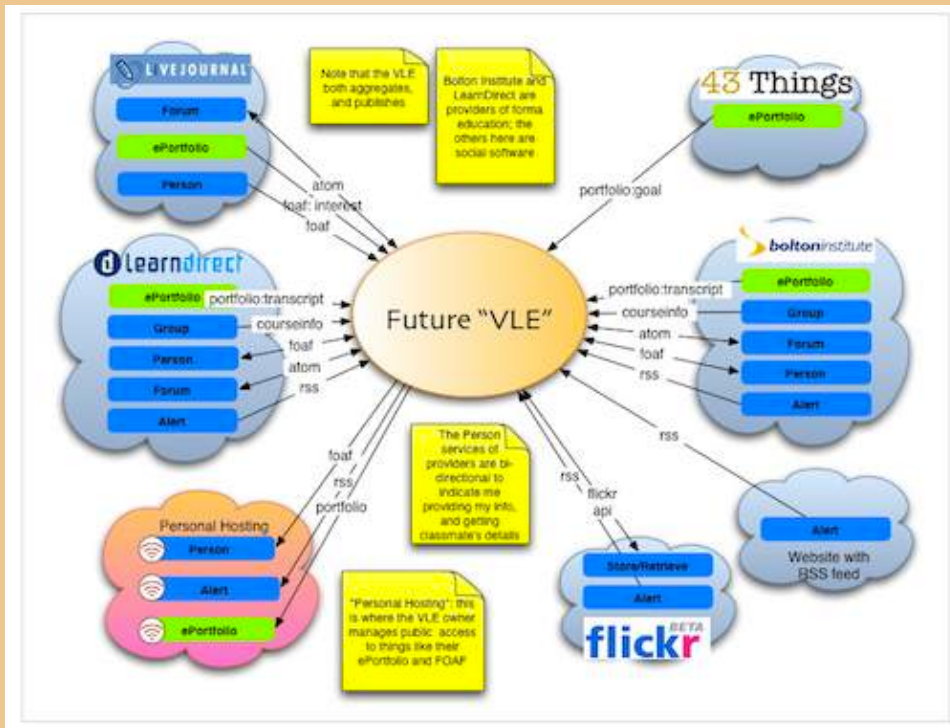 LIVEJOURNAL
Forum
ePortfolio
Person
atom
foaf: interest
foaf
Note that the VLE
both aggregates,
and publishes
Bolton Institute and
LearnDirect are
providers of forma
education; the
others here are
social software
43 Things
ePortfolio
portfolio:goal
learndirect
ePortfolio
Group
Person
Forum
Alert
portfolio:transcript
courseinfo
foaf
atom
rss
Future "VLE"
boltoninstitute
ePortfolio
Group
Forum
Person
Alert
portfolio:transcript
courseinfo
atom
foaf
rss
foaf
rss
portfolio
Personal Hosting
Person
Alert
ePortfolio
The Person
services of
providers are bi-
directional to
indicate me
providing my info,
and getting
classmate's details
"Personal Hosting": this
is where the VLE owner
manages public access
to things like their
ePortfolio and FOAF
rss
flickr
api
Store/Retrieve
Alert
BETA
flickr
rss
Alert
Website with
RSS feed